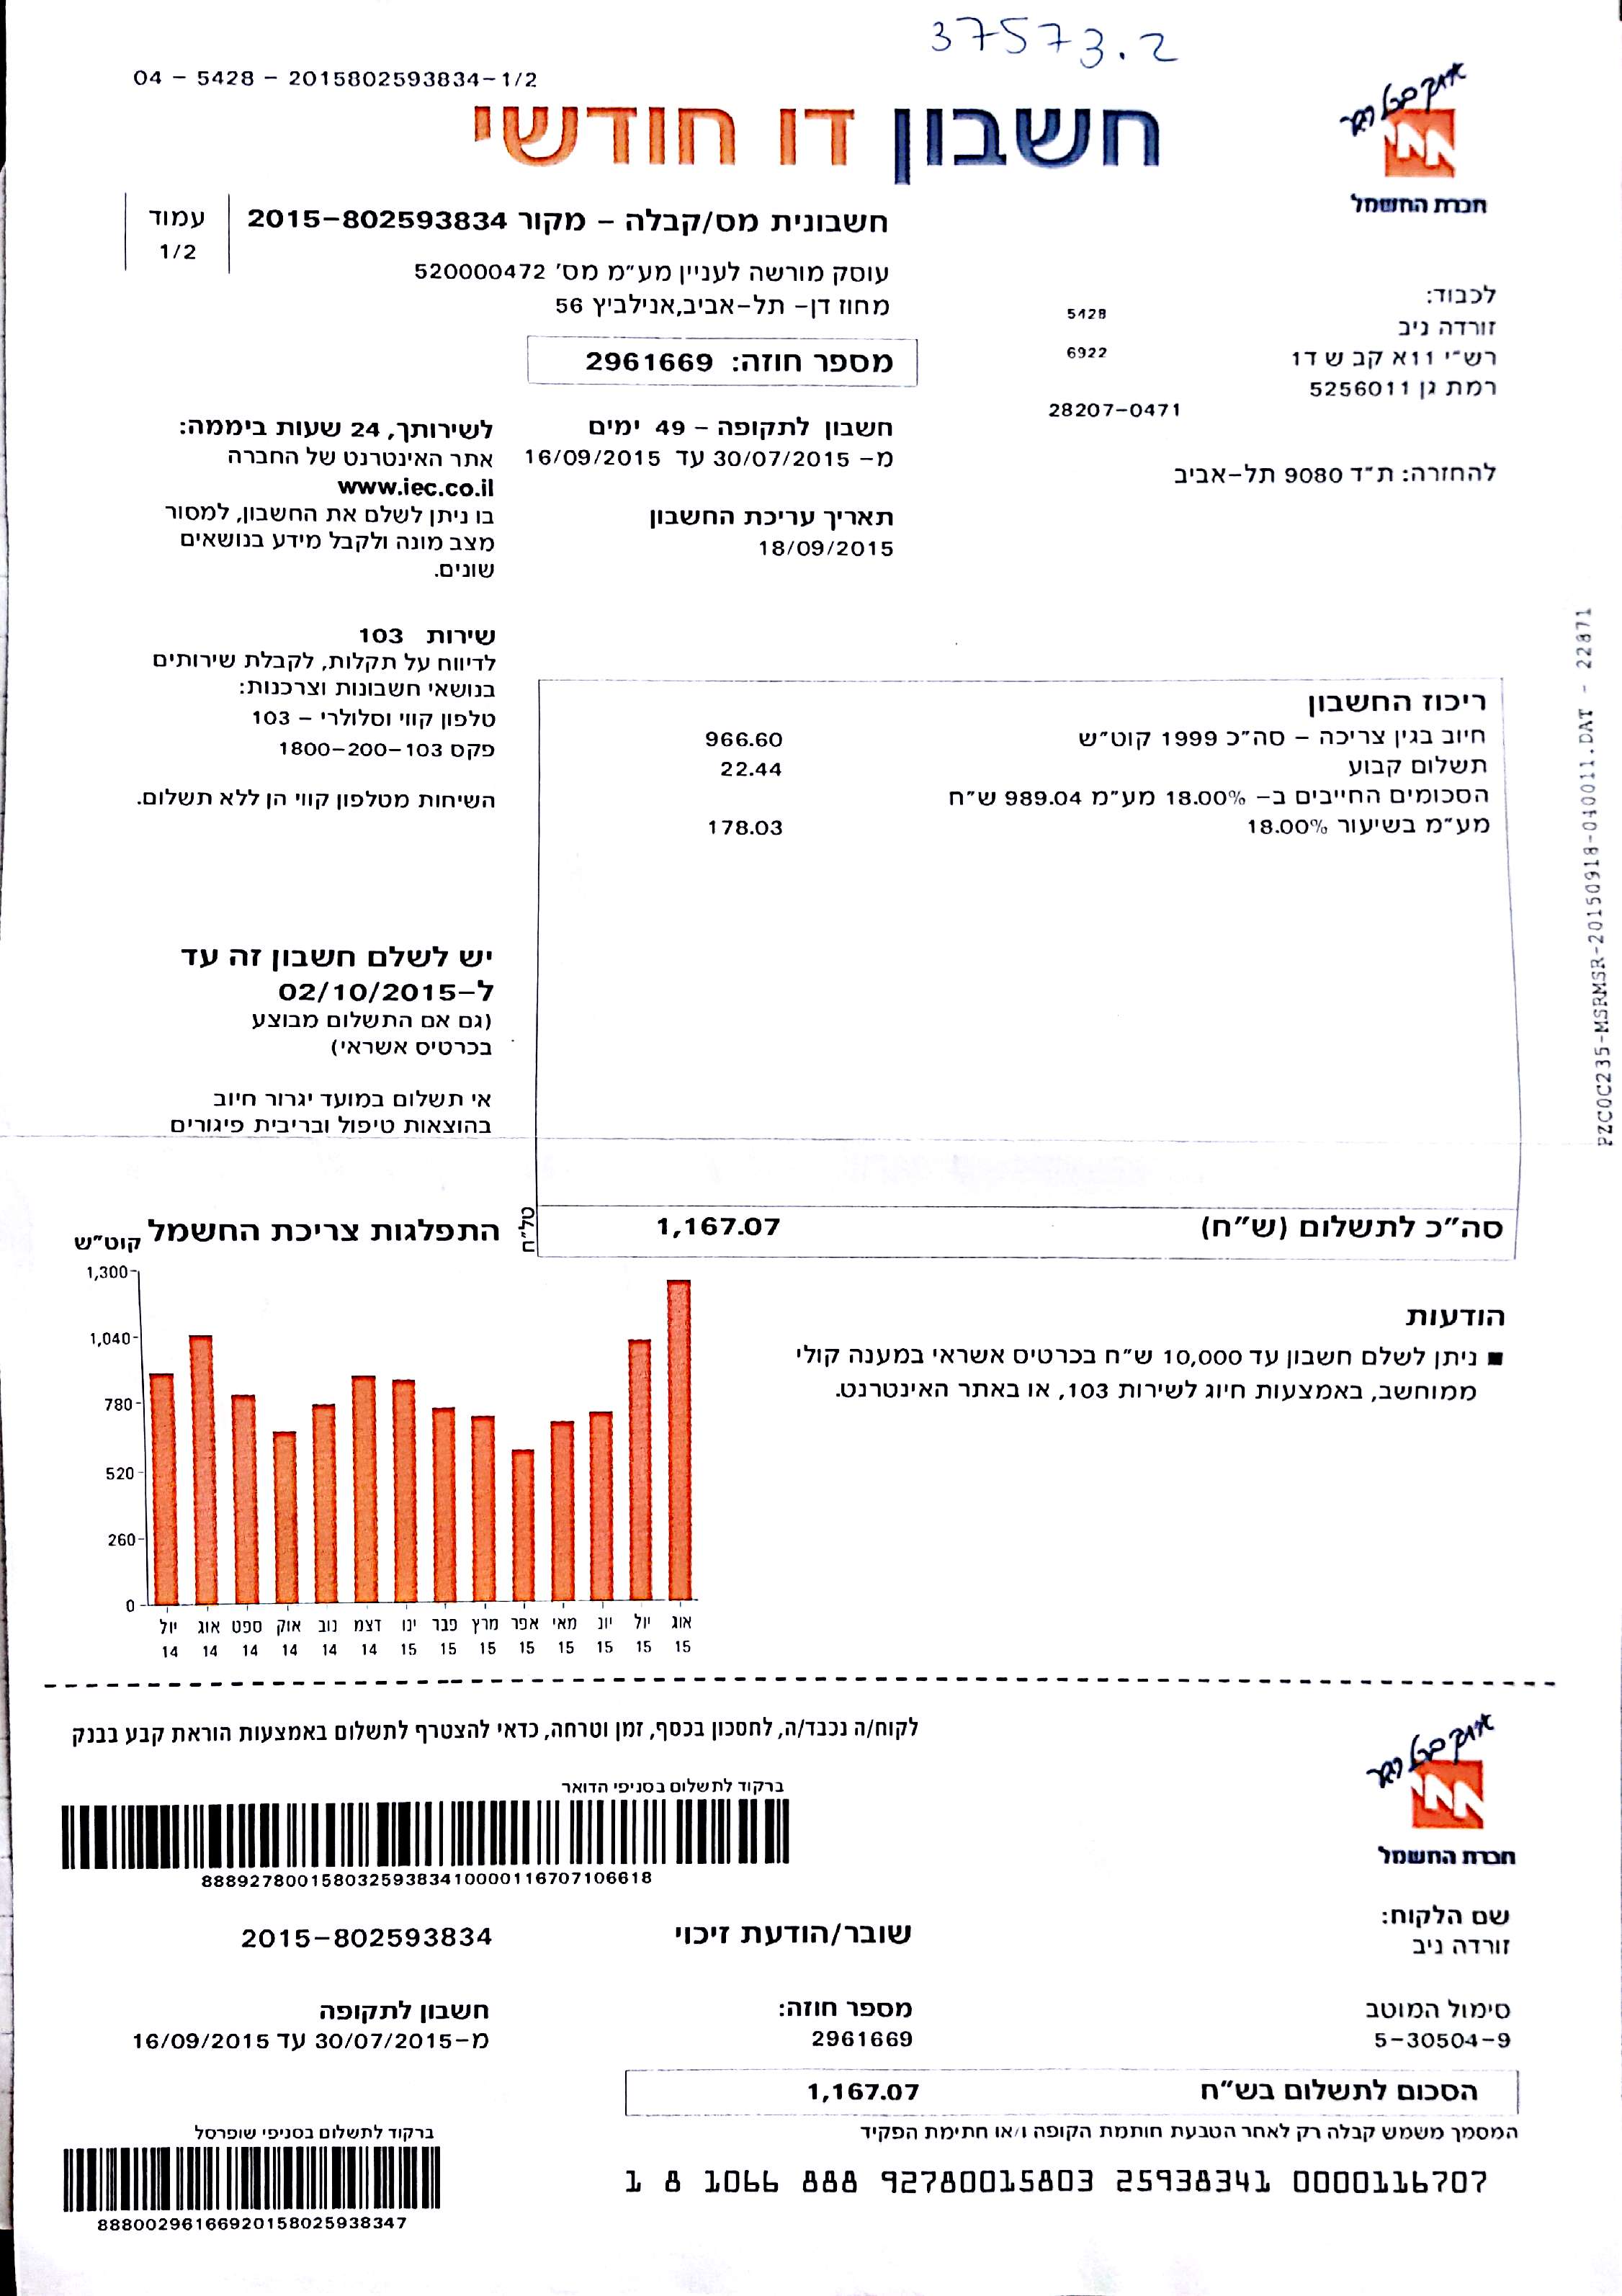 37573.2
04 - 5428 - 2015802593834-1/2
חשבון דו חודשי
חברת החשמל
חשבונית מס/קבלה - מקור 2015-802593834
עמוד
1/2
עוסק מורשה לעניין מע"מ מס' 520000472
מחוז דן- תל-אביב,אנילביץ 56
לכבוד:
זורדה ניב
5428
רש"י 11א קב ש דו
6922
רמת גן 5256011
28207-0471
מספר חוזה: 2961669
להחזרה: ת"ד 9080 תל-אביב
חשבון לתקופה - 49 ימים
מ- 30/07/2015 עד 16/09/2015
תאריך עריכת החשבון
18/09/2015
לשירותך, 24 שעות ביממה:
אתר האינטרנט של החברה
www.iec.co.il
בו ניתן לשלם את החשבון, למסור
מצב מונה ולקבל מידע בנושאים
שונים.
שירות 103
לדיווח על תקלות, לקבלת שירותים
בנושאי חשבונות וצרכנות:
טלפון קווי וסלולרי - 103
פקס 1800-200-103
השיחות מטלפון קווי הן ללא תשלום.
ריכוז החשבון
חיוב בגין צריכה - סה"כ 1999 קוט"ש 966.60
תשלום קבוע 22.44
הסכומים החייבים ב- 18.00% מע"מ 989.04 ש"ח
מע"מ בשיעור 18.00% 178.03
PZC0C235-MSRMSR-20150918-040011.DAT - 22871
יש לשלם חשבון זה עד
ל-02/10/2015
(גם אם התשלום מבוצע
בכרטיס אשראי)
אי תשלום במועד יגרור חיוב
בהוצאות טיפול ובריבית פיגורים
סה"כ לתשלום (ש"ח) 1,167.07
טל"ח
התפלגות צריכת החשמל
קוט"ש
1,300
1,040
780
520
260
0
יול אוג ספט אוק נוב דצמ ינו פבר מרץ אפר מאי יונ יול אוג
14 14 14 14 14 14 15 15 15 15 15 15 15 15
הודעות
■ ניתן לשלם חשבון עד 10,000 ש"ח בכרטיס אשראי במענה קולי
ממוחשב, באמצעות חיוג לשירות 103, או באתר האינטרנט.
לקוח/ה נכבד/ה, לחסכון בכסף, זמן וטרחה, כדאי להצטרף לתשלום באמצעות הוראת קבע בבנק
חברת החשמל
ברקוד לתשלום בסניפי הדואר
88892780015803259383410000116707106618
שם הלקוח:
זורדה ניב
שובר/הודעת זיכוי
2015-802593834
סימול המוטב
5-30504-9
מספר חוזה:
2961669
חשבון לתקופה
מ-30/07/2015 עד 16/09/2015
הסכום לתשלום בש"ח 1,167.07
המסמך משמש קבלה רק לאחר הטבעת חותמת הקופה ו/או חתימת הפקיד
ברקוד לתשלום בסניפי שופרסל
88800296166920158025938347
1 8 1066 888 92780015803 25938341 0000116707